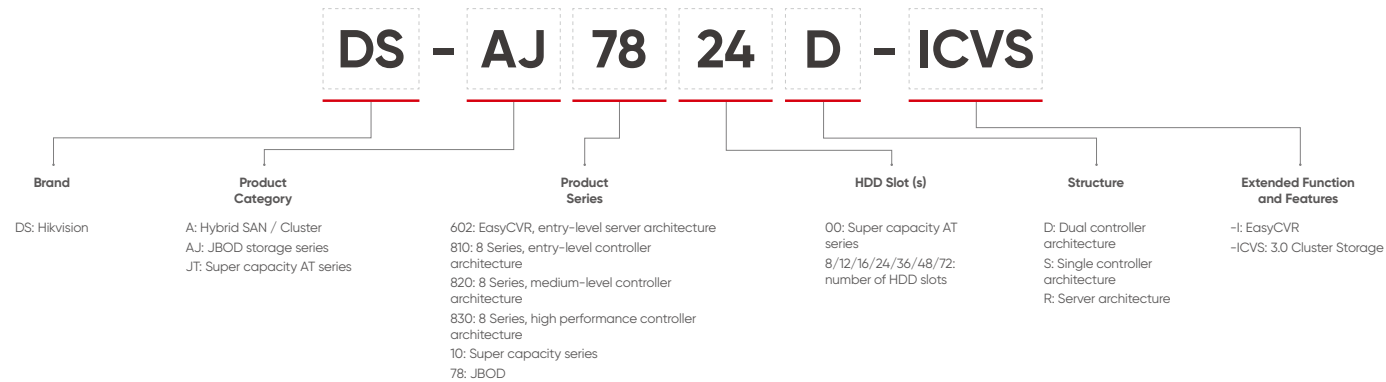 DS - AJ 78 24 D - ICVS
Brand
DS: Hikvision
Product
Category
A: Hybrid SAN / Cluster
AJ: JBOD storage series
JT: Super capacity AT series
Product
Series
602: EasyCVR, entry-level server architecture
810: 8 Series, entry-level controller
architecture
820: 8 Series, medium-level controller
architecture
830: 8 Series, high performance controller
architecture
10: Super capacity series
78: JBOD
HDD Slot (s)
00: Super capacity AT
series
8/12/16/24/36/48/72:
number of HDD slots
Structure
D: Dual controller
architecture
S: Single controller
architecture
R: Server architecture
Extended Function
and Features
-I: EasyCVR
-ICVS: 3.0 Cluster Storage